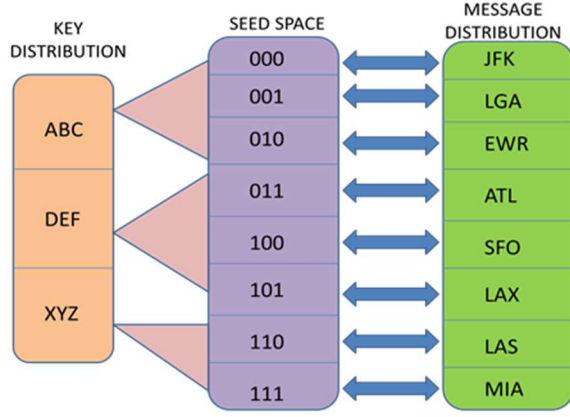 KEY
DISTRIBUTION
ABC
DEF
XYZ
SEED SPACE
000
001
010
011
100
101
110
111
MESSAGE
DISTRIBUTION
JFK
LGA
EWR
ATL
SFO
LAX
LAS
MIA